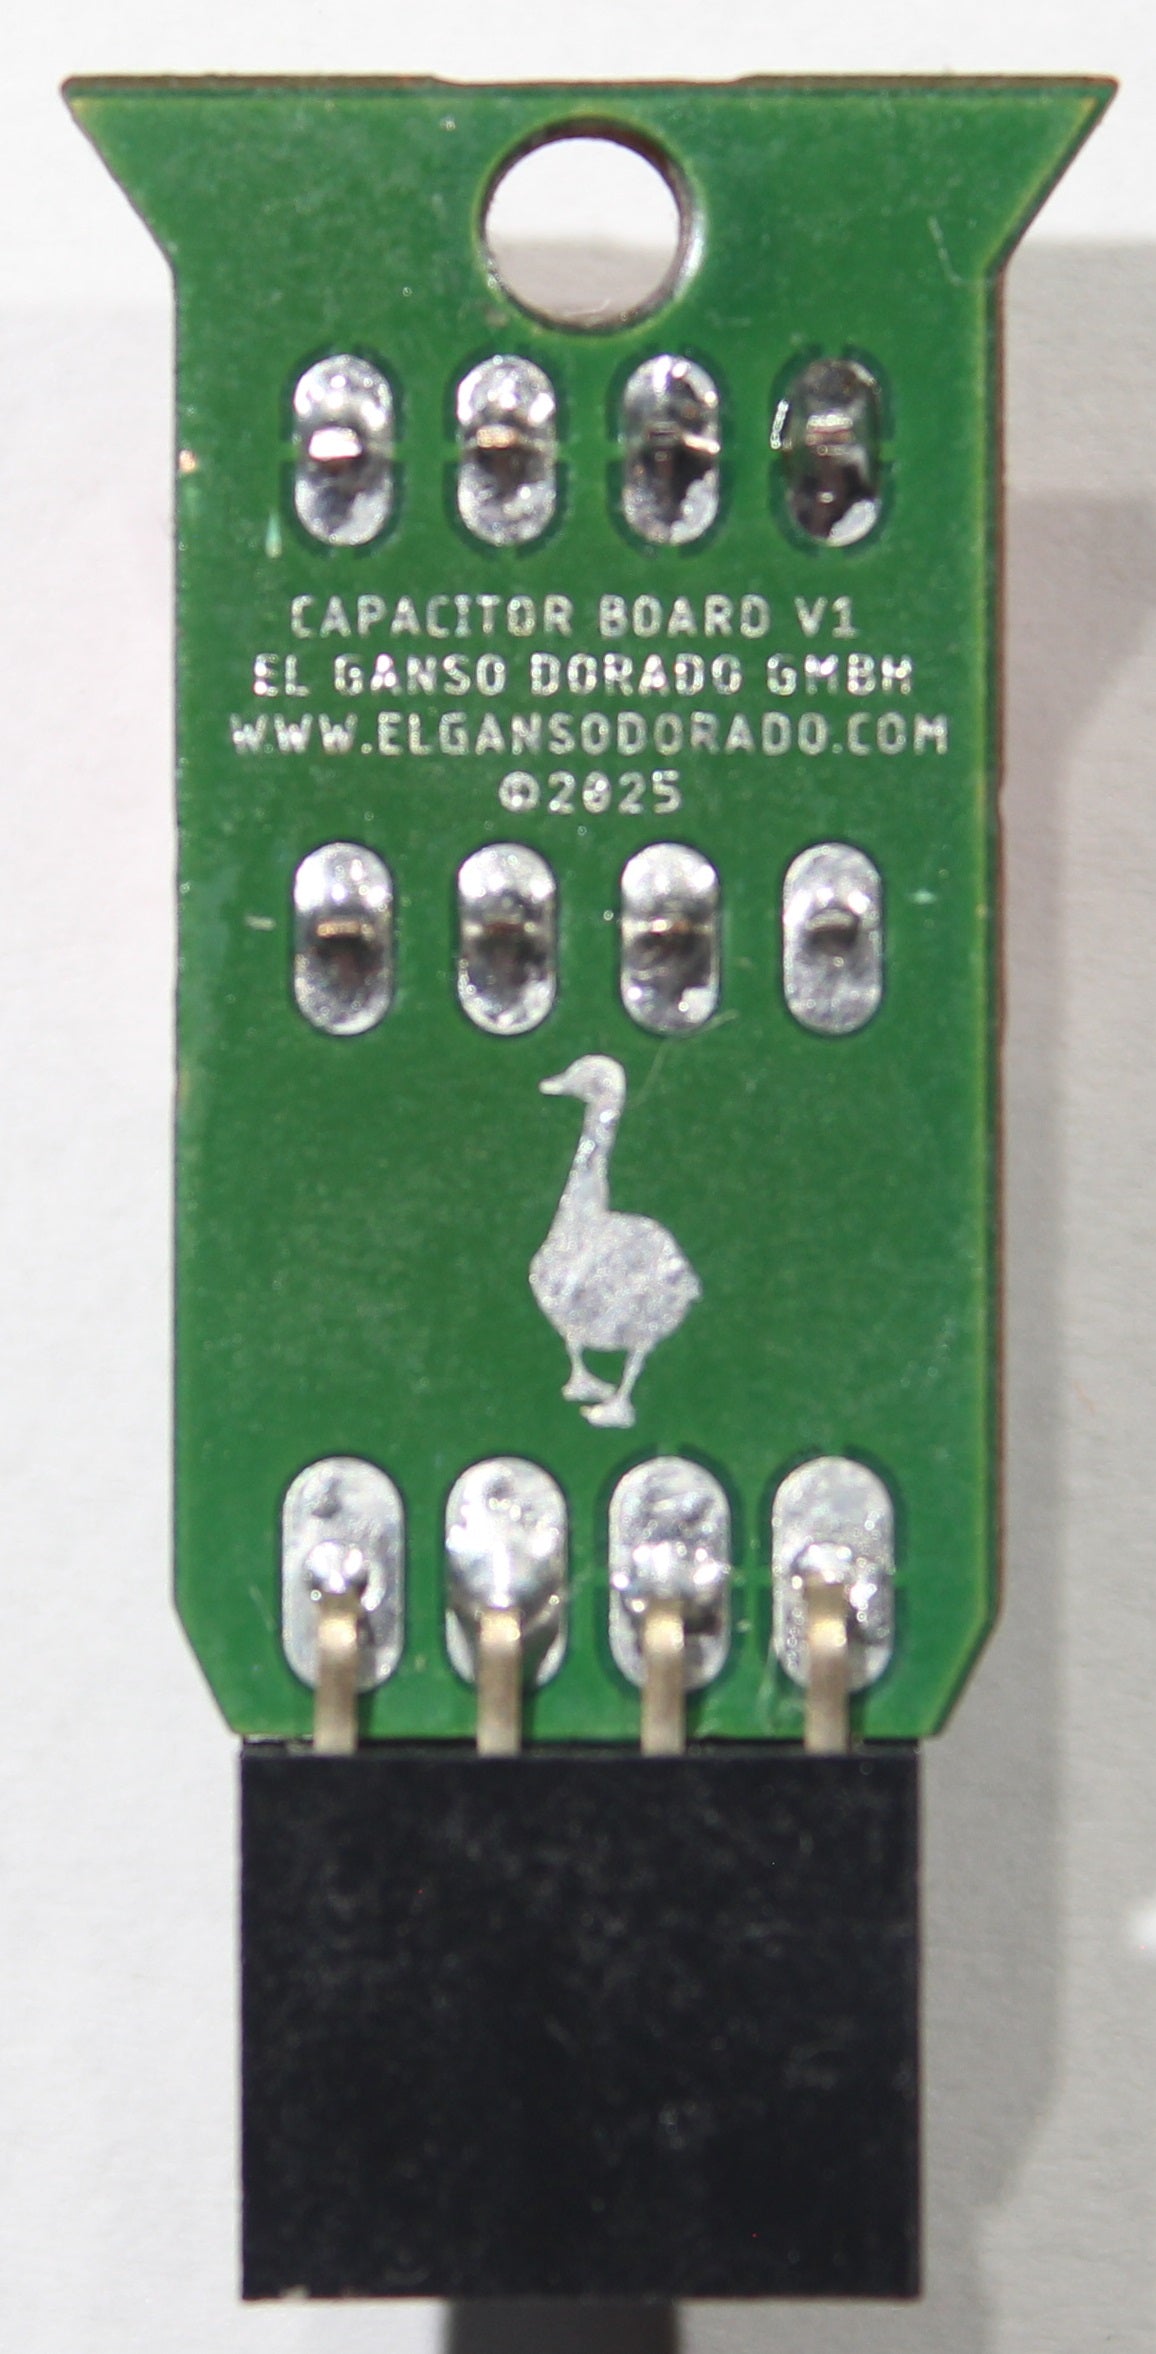 CAPACITOR BOARD V1
EL GANSO DORADO GMBH
WWW.ELGANSODORADO.COM
©2025